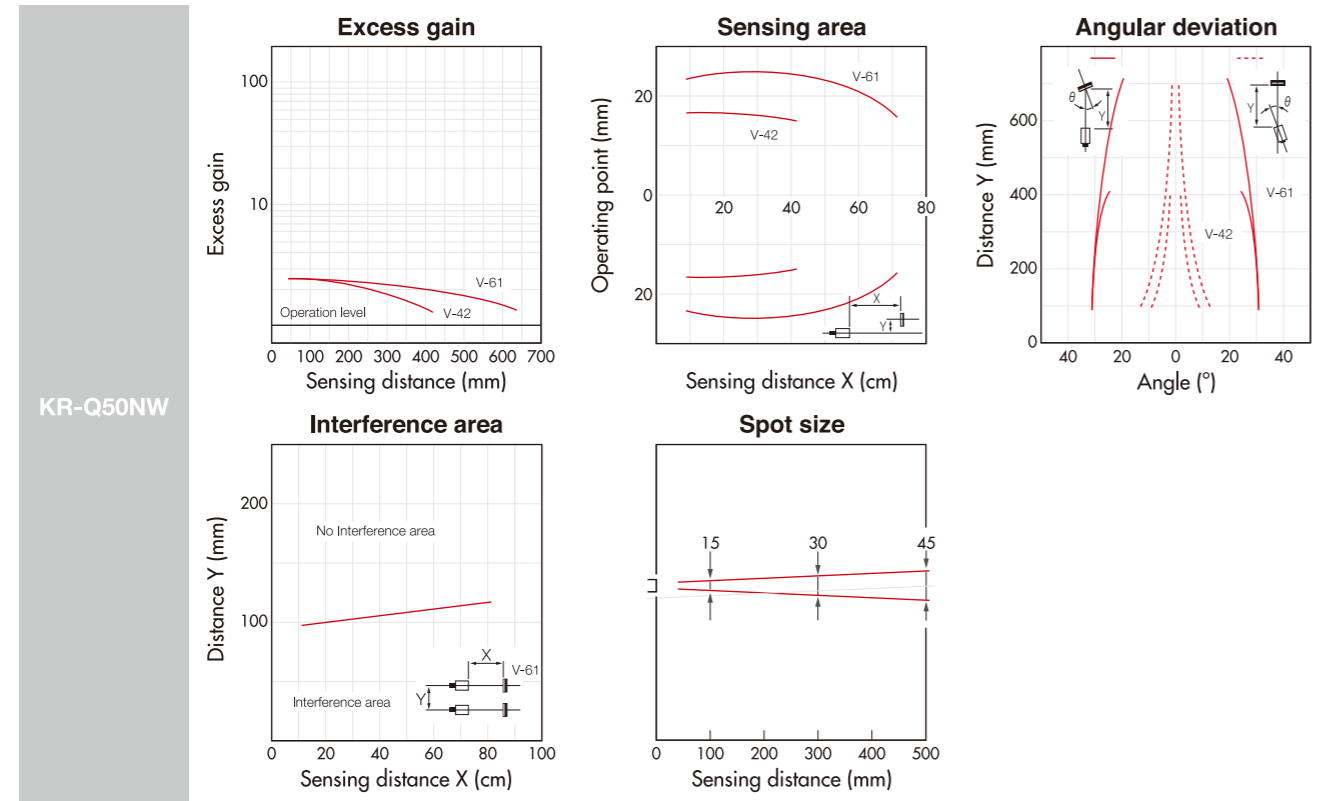 KR-Q50NW
Excess gain
Excess gain
100
10
Operation level
V-61
V-42
0 100 200 300 400 500 600 700
Sensing distance (mm)
Sensing area
Operating point (mm)
20
0
20
20 40 60 80
V-61
V-42
X
Y
Sensing distance X (cm)
Angular deviation
Distance Y (mm)
600
400
200
0
θ
Y
Y
θ
V-61
V-42
40 20 0 20 40
Angle (°)
Interference area
Distance Y (mm)
200
100
No Interference area
Interference area
X
V-61
Y
0 20 40 60 80 100
Sensing distance X (cm)
Spot size
15 30 45
0 100 200 300 400 500
Sensing distance (mm)